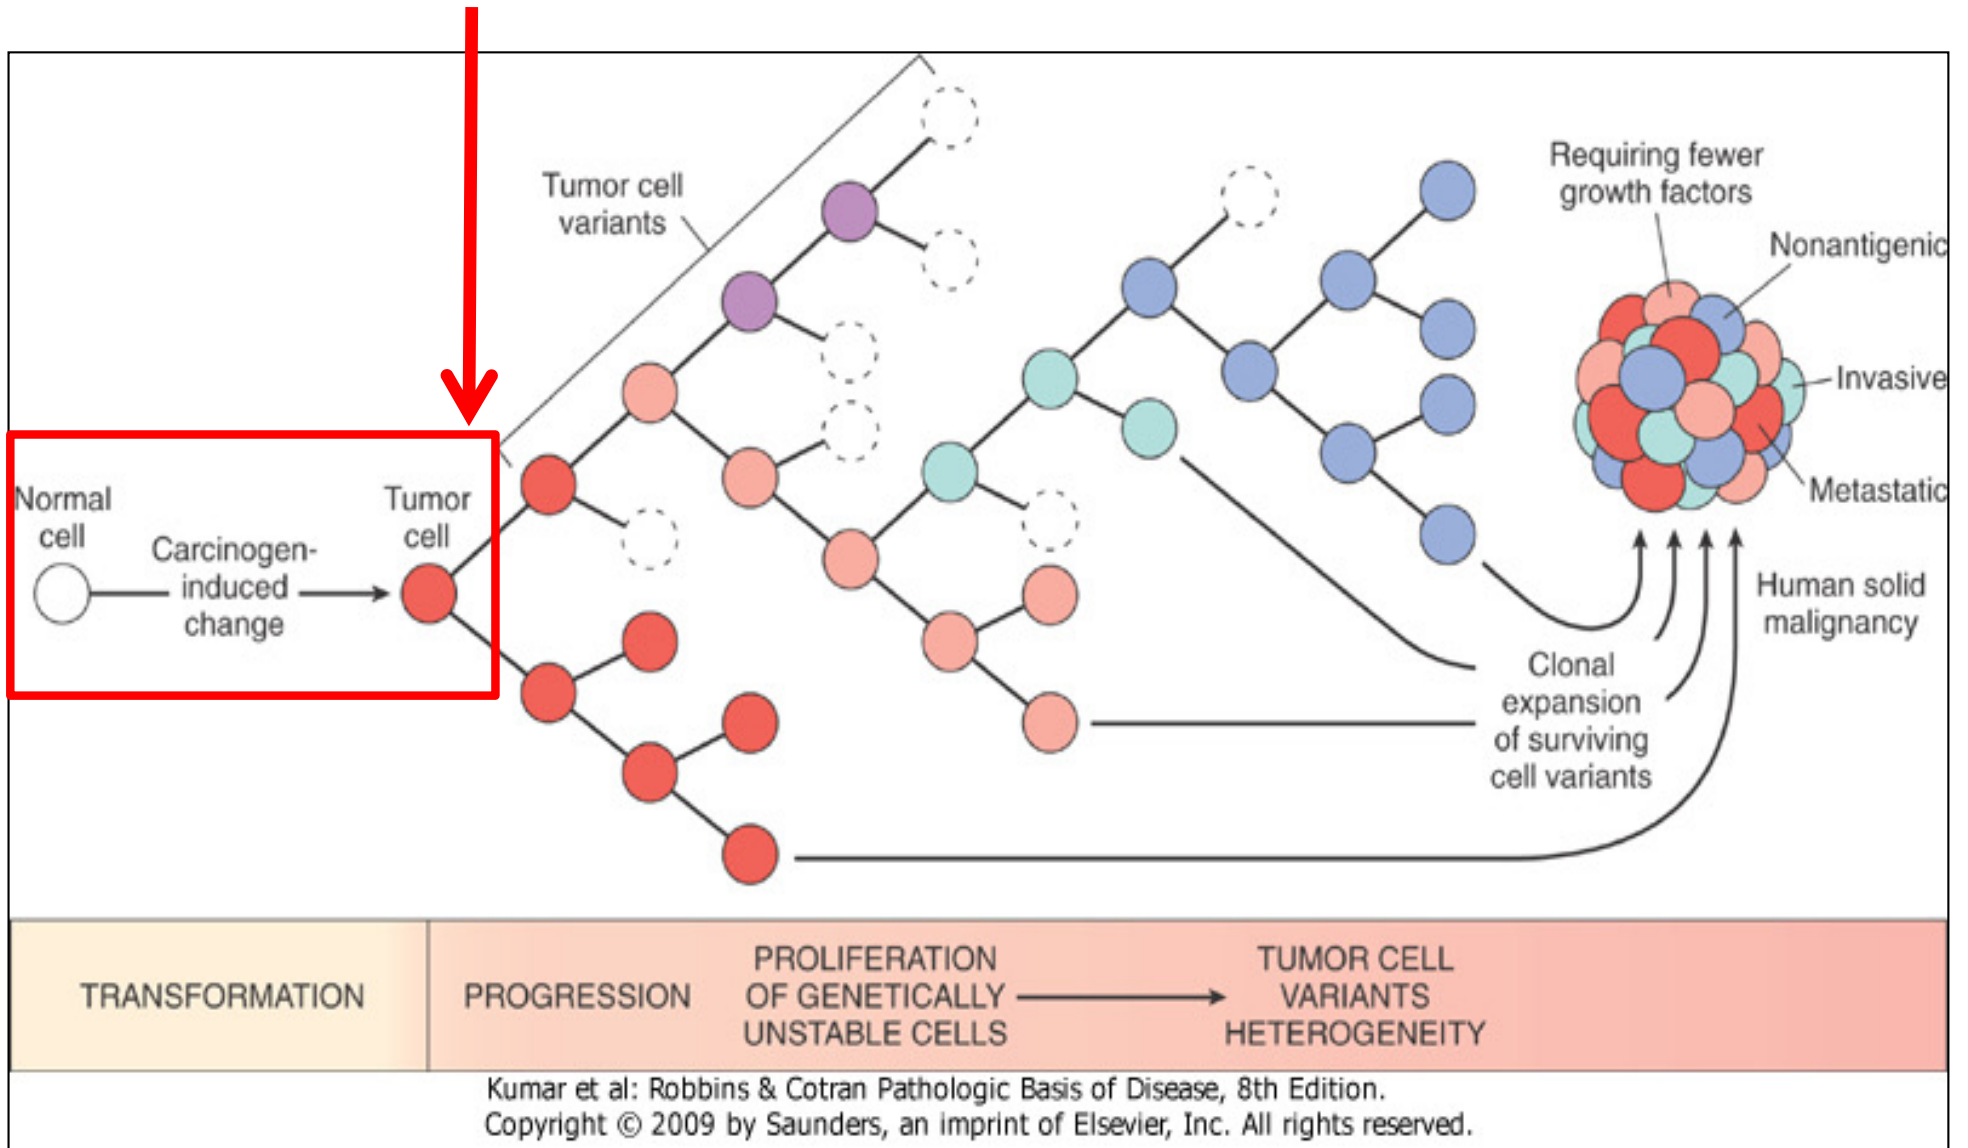 Tumor cell
variants
Requiring fewer
growth factors
Nonantigenic
Invasive
Metastatic
Normal
cell
Carcinogen-
induced
change
Tumor
cell
Human solid
malignancy
Clonal
expansion
of surviving
cell variants
TRANSFORMATION
PROGRESSION
PROLIFERATION
OF GENETICALLY
UNSTABLE CELLS
TUMOR CELL
VARIANTS
HETEROGENEITY
Kumar et al: Robbins & Cotran Pathologic Basis of Disease, 8th Edition.
Copyright © 2009 by Saunders, an imprint of Elsevier, Inc. All rights reserved.